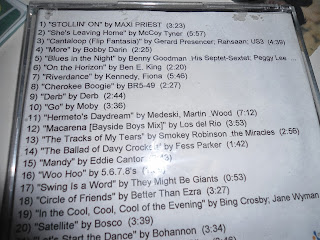 1) "STOLLIN' ON" by MAXI PRIEST (3:23)
2) "She's Leaving Home" by McCoy Tyner (5:57)
3) "Cantaloop (Flip Fantasia)" by Gerard Presencer, Rahsaan; US3 (4:39)
4) "More" by Bobby Darin (2:25)
5) "Blues in the Night" by Benny Goodman His Septet-Sextet; Peggy Lee
6) "On the Horizon" by Ben E. King (2:20)
7) "Riverdance" by Kennedy, Fiona (5:46)
8) "Cherokee Boogie" by BR5-49 (2:27)
9) "Derb" by Derb (2:44)
10) "Go" by Moby (3:36)
11) "Hermeto's Daydream" by Medeski, Martin Wood (7:12)
12) "Macarena [Bayside Boys Mix]" by Los del Rio (3:53)
13) "The Tracks of My Tears" by Smokey Robinson the Miracles (2:56)
14) "The Ballad of Davy Crockett" by Fess Parker (1:42)
15) "Mandy" by Eddie Cantor
16) "Woo Hoo" by 5.6.7.8's
17) "Swing Is a Word" by They Might Be Giants (0:53)
18) "Circle of Friends" by Better Than Ezra (3:27)
19) "In the Cool, Cool, Cool of the Evening" by Bing Crosby, Jane Wyman
20) "Satellite" by Bosco (3:39)
"Let's Start the Dance" by Bohannon (3:34)